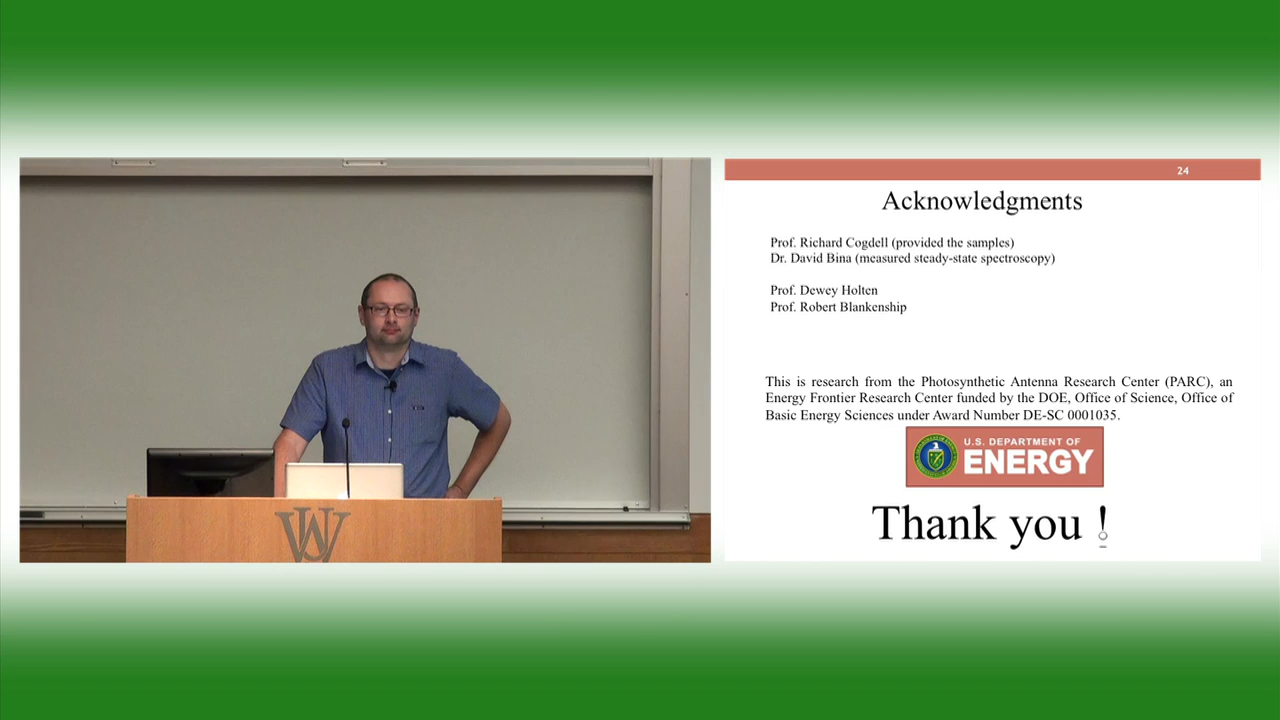 24
Acknowledgments
Prof. Richard Cogdell (provided the samples)
Dr. David Bina (measured steady-state spectroscopy)
Prof. Dewey Holten
Prof. Robert Blankenship
This is research from the Photosynthetic Antenna Research Center (PARC), an
Energy Frontier Research Center funded by the DOE, Office of Science, Office of
Basic Energy Sciences under Award Number DE-SC 0001035.
U.S. DEPARTMENT OF
ENERGY
Thank you !
WU